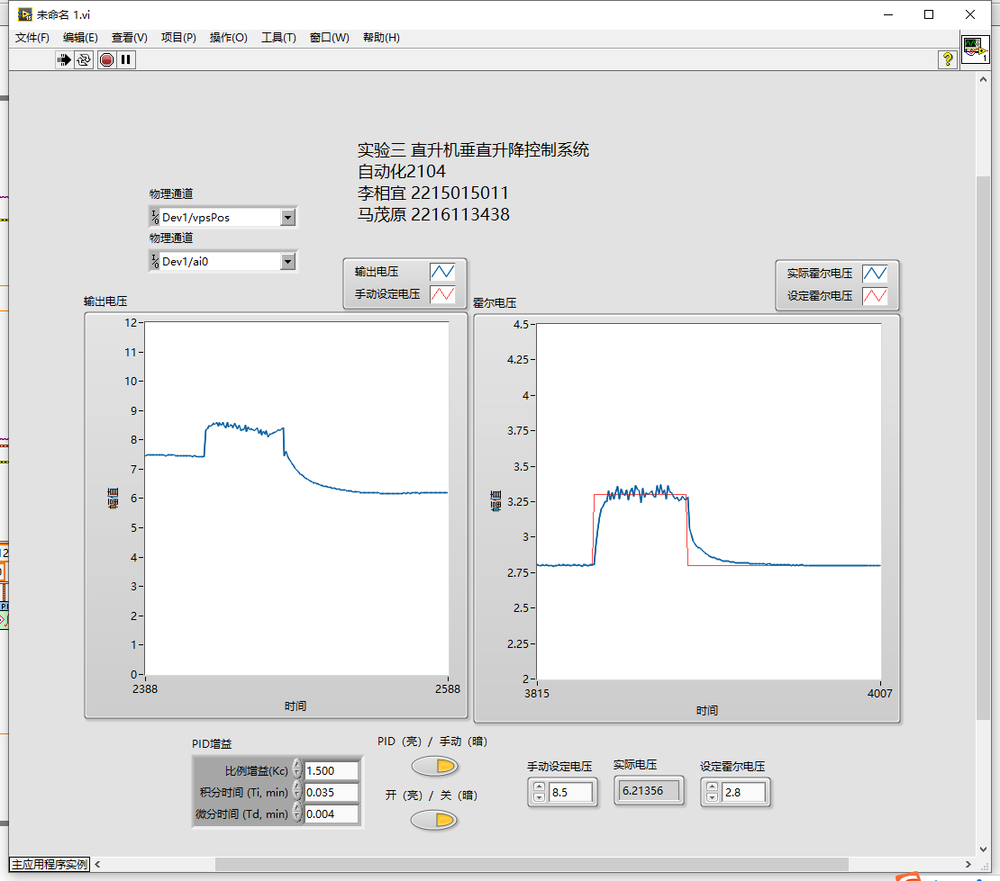 未命名 1.vi
文件(F) 编辑(E) 查看(V) 项目(P) 操作(O) 工具(T) 窗口(W) 帮助(H)
?
1
实验三 直升机垂直升降控制系统
自动化2104
李相宜 2215015011
马茂原 2216113438
物理通道
Dev1/vpsPos
物理通道
Dev1/ai0
输出电压
手动设定电压
实际霍尔电压
设定霍尔电压
输出电压
12
11
10
9
8
7
6
5
4
3
2
1
0
幅值
2388
2588
时间
霍尔电压
4.5
4.25
4
3.75
3.5
3.25
3
2.75
2.5
2.25
2
幅值
3815
4007
时间
PID增益
比例增益(Kc) 1.500
积分时间 (Ti, min) 0.035
微分时间 (Td, min) 0.004
PID（亮）/ 手动（暗）
开（亮）/ 关（暗）
手动设定电压
8.5
实际电压
6.21356
设定霍尔电压
2.8
主应用程序实例